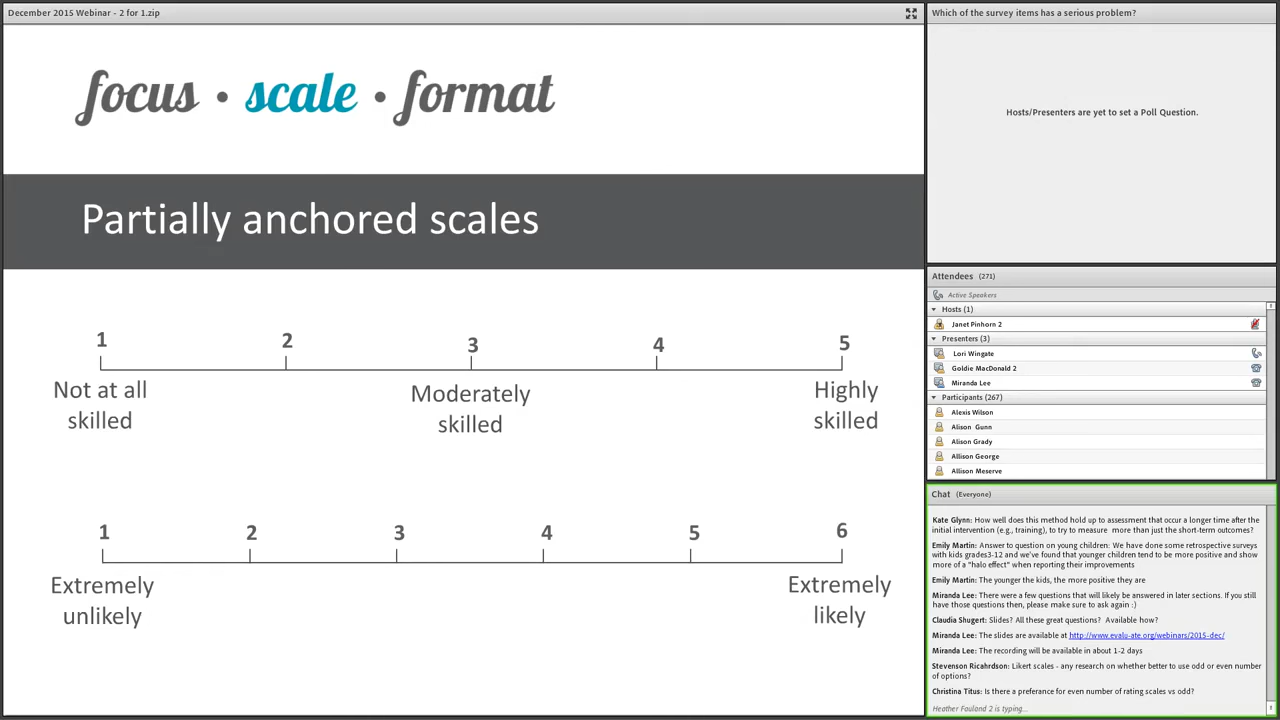 December 2015 Webinar - 2 for 1.zip
focus • scale • format
Partially anchored scales
1 2 3 4 5
Not at all
skilled
Moderately
skilled
Highly
skilled
1 2 3 4 5 6
Extremely
unlikely
Extremely
likely
Which of the survey items has a serious problem?
Hosts/Presenters are yet to set a Poll Question.
Attendees (271)
Active Speakers
Hosts (1)
Janet Pinhorn 2
Presenters (3)
Lori Wingate
Goldie MacDonald 2
Miranda Lee
Participants (267)
Alexis Wilson
Alison Gunn
Alison Grady
Allison George
Allison Meserve
Chat (Everyone)
Kate Glynn: How well does this method hold up to assessment that occur a longer time after the
initial intervention (e.g., training), to try to measure more than just the short-term outcomes?
Emily Martin: Answer to question on young children: We have done some retrospective surveys
with kids grades3-12 and we've found that younger children tend to be more positive and show
more of a "halo effect" when reporting their improvements
Emily Martin: The younger the kids, the more positive they are
Miranda Lee: There were a few questions that will likely be answered in later sections. If you still
have those questions then, please make sure to ask again :)
Claudia Shugert: Slides? All these great questions? Available how?
Miranda Lee: The slides are available at http://www.evalu-ate.org/webinars/2015-dec/
Miranda Lee: The recording will be available in about 1-2 days
Stevenson Ricahrdson: Likert scales - any research on whether better to use odd or even number
of options?
Christina Titus: Is there a preferance for even number of rating scales vs odd?
Heather Fauland 2 is typing...